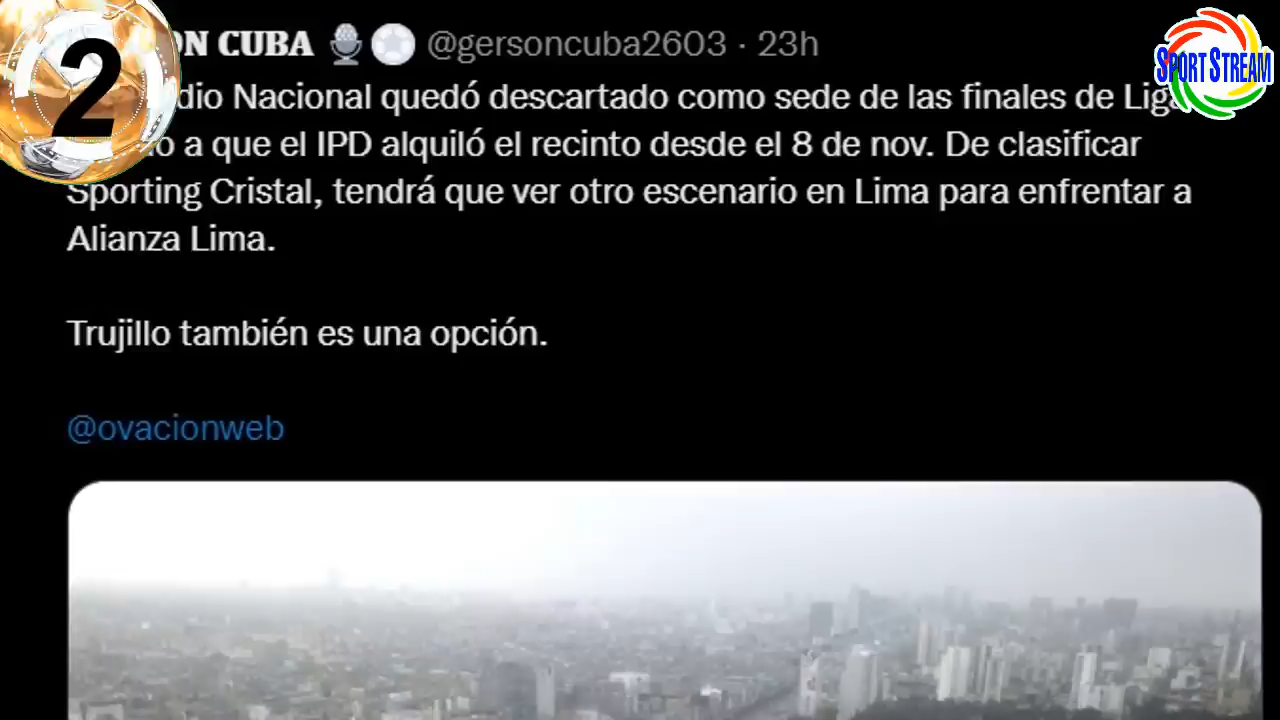 2
ON CUBA @gersoncuba2603 · 23h
dio Nacional quedó descartado como sede de las finales de Liga
o a que el IPD alquiló el recinto desde el 8 de nov. De clasificar
Sporting Cristal, tendrá que ver otro escenario en Lima para enfrentar a
Alianza Lima.
Trujillo también es una opción.
@ovacionweb
SPORT STREAM